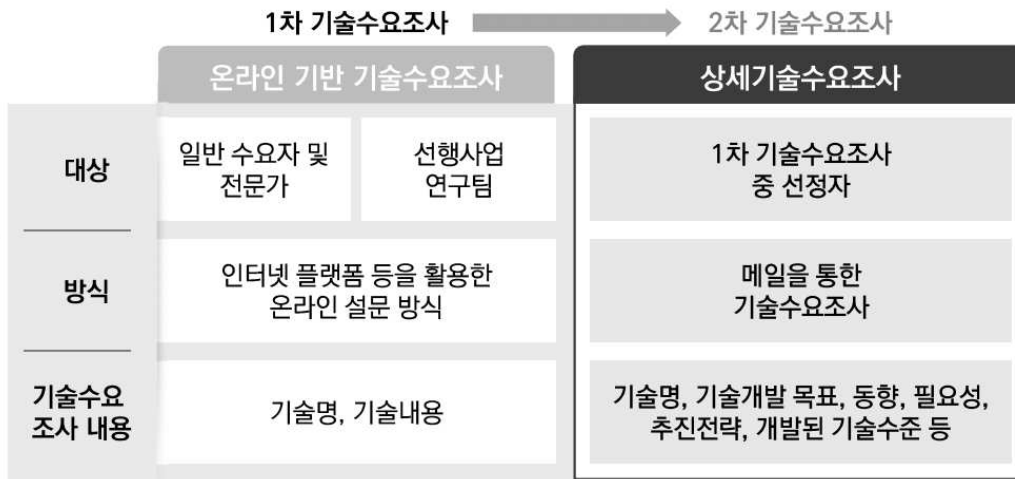 1차 기술수요조사
2차 기술수요조사
온라인 기반 기술수요조사
상세기술수요조사
대상
일반 수요자 및
전문가
선행사업
연구팀
1차 기술수요조사
중 선정자
방식
인터넷 플랫폼 등을 활용한
온라인 설문 방식
메일을 통한
기술수요조사
기술수요
조사 내용
기술명, 기술내용
기술명, 기술개발 목표, 동향, 필요성,
추진전략, 개발된 기술수준 등